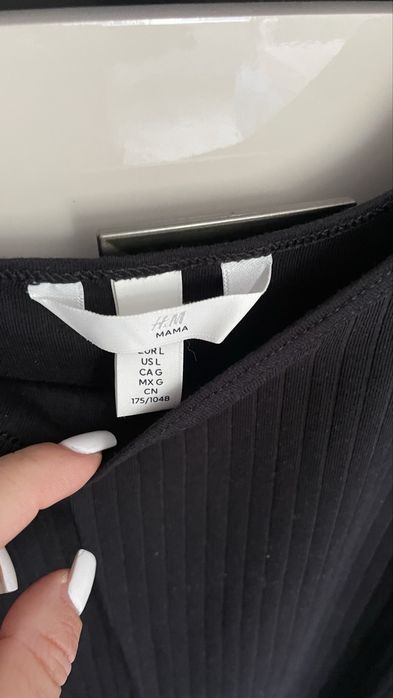 H&M
MAMA
EUR L
US L
CA G
MX G
CN
175/104B